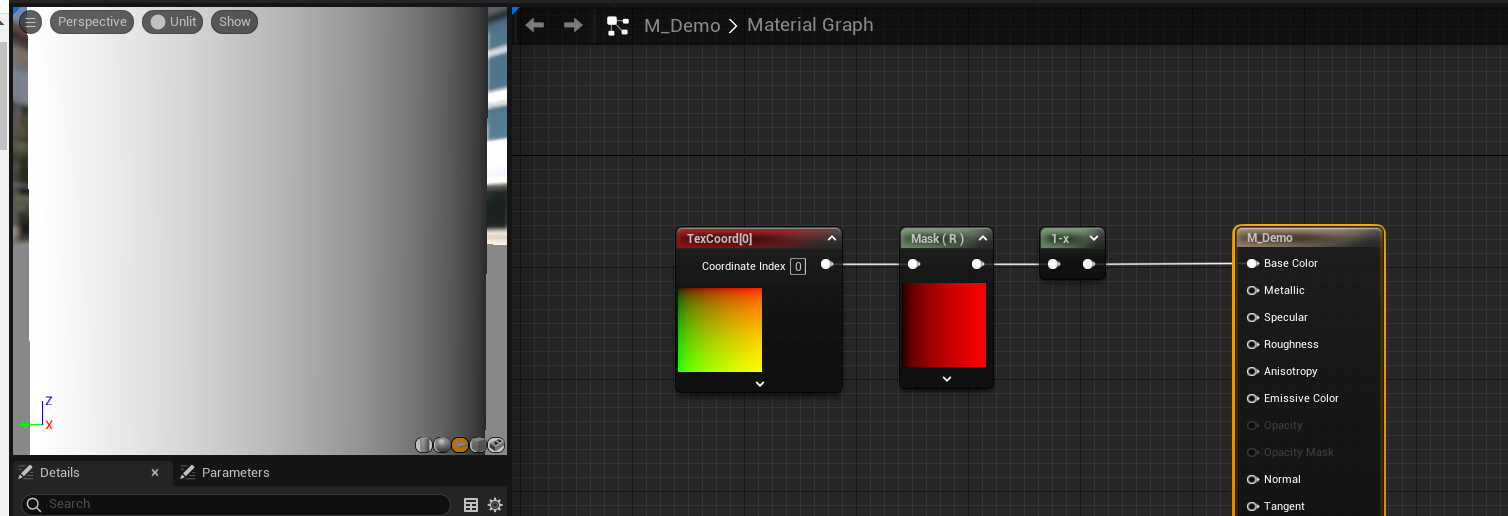 Perspective
Unlit
Show
M_Demo
Material Graph
TexCoord[0]
Coordinate Index 0
Mask ( R )
1-x
M_Demo
Base Color
Metallic
Specular
Roughness
Anisotropy
Emissive Color
Opacity
Opacity Mask
Normal
Tangent
Z
X
Details
Parameters
Search